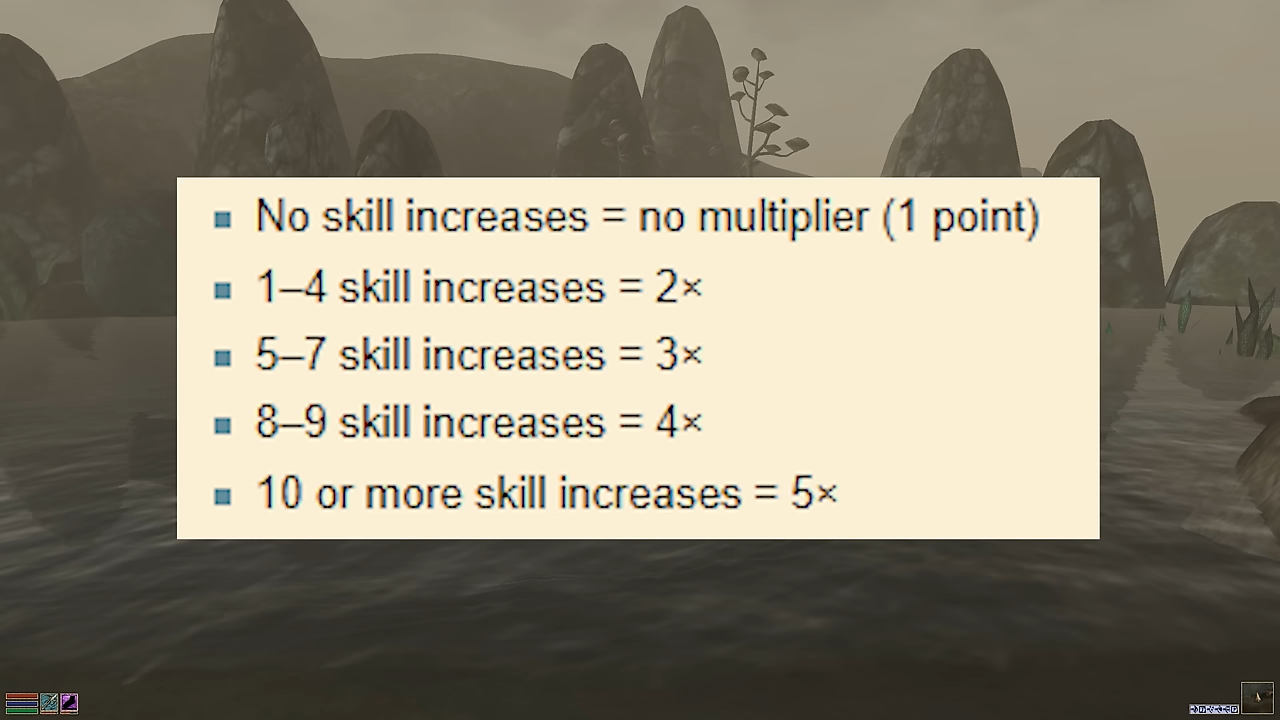 No skill increases = no multiplier (1 point)
1–4 skill increases = 2×
5–7 skill increases = 3×
8–9 skill increases = 4×
10 or more skill increases = 5×